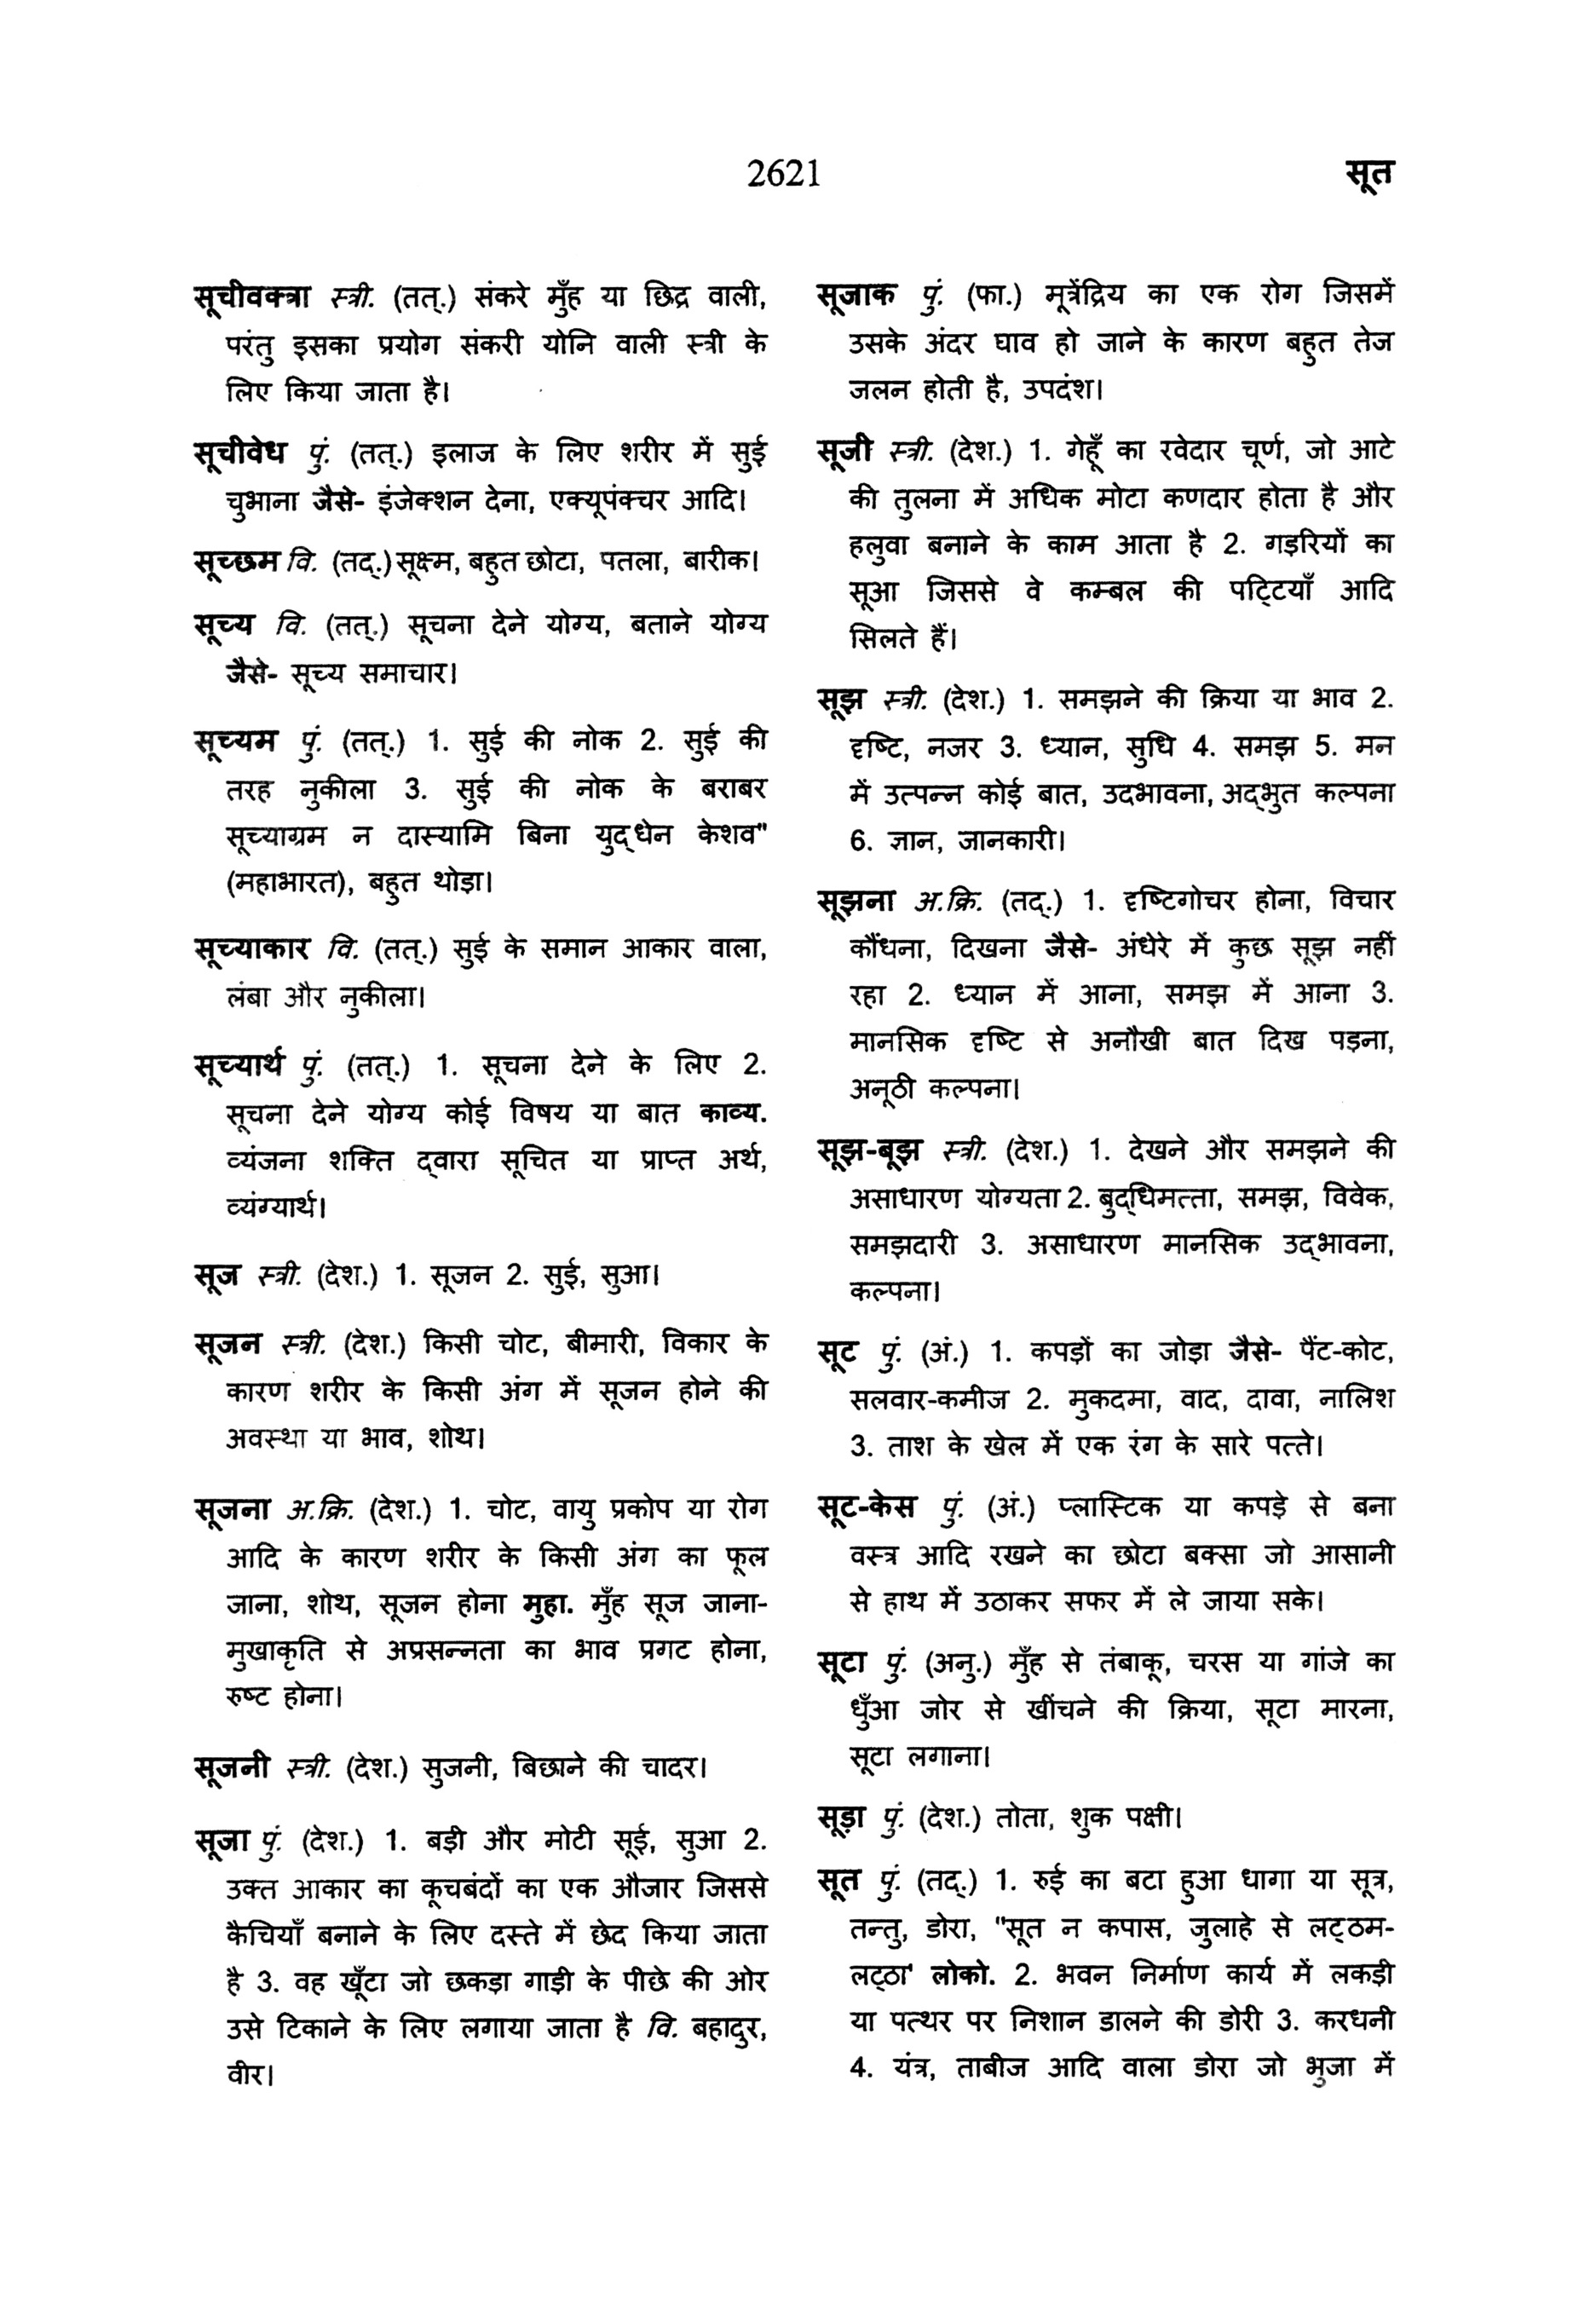 2621
सूत
सूचीवक्त्रा स्त्री. (तत्.) संकरे मुँह या छिद्र वाली,
परंतु इसका प्रयोग संकरी योनि वाली स्त्री के
लिए किया जाता है।
सूचीवेध पुं. (तत्.) इलाज के लिए शरीर में सुई
चुभाना जैसे- इंजेक्शन देना, एक्यूपंक्चर आदि।
सूच्छम वि. (तद्.) सूक्ष्म, बहुत छोटा, पतला, बारीक।
सूच्य वि. (तत्.) सूचना देने योग्य, बताने योग्य
जैसे- सूच्य समाचार।
सूच्यम पुं. (तत्.) 1. सुई की नोक 2. सुई की
तरह नुकीला 3. सुई की नोक के बराबर
सूच्याग्रम न दास्यामि बिना युद्‌धेन केशव"
(महाभारत), बहुत थोड़ा।
सूच्याकार वि. (तत्.) सुई के समान आकार वाला,
लंबा और नुकीला।
सूच्यार्थ पुं. (तत्.) 1. सूचना देने के लिए 2.
सूचना देने योग्य कोई विषय या बात काव्य.
व्यंजना शक्ति द्‌वारा सूचित या प्राप्त अर्थ,
व्यंग्यार्थ।
सूज स्त्री. (देश.) 1. सूजन 2. सुई, सुआ।
सूजन स्त्री. (देश.) किसी चोट, बीमारी, विकार के
कारण शरीर के किसी अंग में सूजन होने की
अवस्था या भाव, शोथ।
सूजना अ.क्रि. (देश.) 1. चोट, वायु प्रकोप या रोग
आदि के कारण शरीर के किसी अंग का फूल
जाना, शोथ, सूजन होना मुहा. मुँह सूज जाना-
मुखाकृति से अप्रसन्नता का भाव प्रगट होना,
रुष्ट होना।
सूजनी स्त्री. (देश.) सुजनी, बिछाने की चादर।
सूजा पुं. (देश.) 1. बड़ी और मोटी सूई, सुआ 2.
उक्त आकार का कूचबंदों का एक औजार जिससे
कैचियाँ बनाने के लिए दस्ते में छेद किया जाता
है 3. वह खूँटा जो छकड़ा गाड़ी के पीछे की ओर
उसे टिकाने के लिए लगाया जाता है वि. बहादुर,
वीर।
सूजाक पुं. (फा.) मूत्रेंद्रिय का एक रोग जिसमें
उसके अंदर घाव हो जाने के कारण बहुत तेज
जलन होती है, उपदंश।
सूजी स्त्री. (देश.) 1. गेहूँ का रवेदार चूर्ण, जो आटे
की तुलना में अधिक मोटा कणदार होता है और
हलुवा बनाने के काम आता है 2. गड़रियों का
सूआ जिससे वे कम्बल की पट्‌टियाँ आदि
सिलते हैं।
सूझ स्त्री. (देश.) 1. समझने की क्रिया या भाव 2.
दृष्टि, नजर 3. ध्यान, सुधि 4. समझ 5. मन
में उत्पन्न कोई बात, उदभावना, अद्‌भुत कल्पना
6. ज्ञान, जानकारी।
सूझना अ.क्रि. (तद्.) 1. दृष्टिगोचर होना, विचार
कौंधना, दिखना जैसे- अंधेरे में कुछ सूझ नहीं
रहा 2. ध्यान में आना, समझ में आना 3.
मानसिक दृष्टि से अनौखी बात दिख पड़ना,
अनूठी कल्पना।
सूझ-बूझ स्त्री. (देश.) 1. देखने और समझने की
असाधारण योग्यता 2. बुद्‌धिमत्ता, समझ, विवेक,
समझदारी 3. असाधारण मानसिक उद्‌भावना,
कल्पना।
सूट पुं. (अं.) 1. कपड़ों का जोड़ा जैसे- पैंट-कोट,
सलवार-कमीज 2. मुकदमा, वाद, दावा, नालिश
3. ताश के खेल में एक रंग के सारे पत्ते।
सूट-केस पुं. (अं.) प्लास्टिक या कपड़े से बना
वस्त्र आदि रखने का छोटा बक्सा जो आसानी
से हाथ में उठाकर सफर में ले जाया सके।
सूटा पुं. (अनु.) मुँह से तंबाकू, चरस या गांजे का
धुँआ जोर से खींचने की क्रिया, सूटा मारना,
सूटा लगाना।
सूड़ा पुं. (देश.) तोता, शुक पक्षी।
सूत पुं. (तद्.) 1. रुई का बटा हुआ धागा या सूत्र,
तन्तु, डोरा, "सूत न कपास, जुलाहे से लट्‌ठम-
लट्‌ठा' लोको. 2. भवन निर्माण कार्य में लकड़ी
या पत्थर पर निशान डालने की डोरी 3. करधनी
4. यंत्र, ताबीज आदि वाला डोरा जो भुजा में